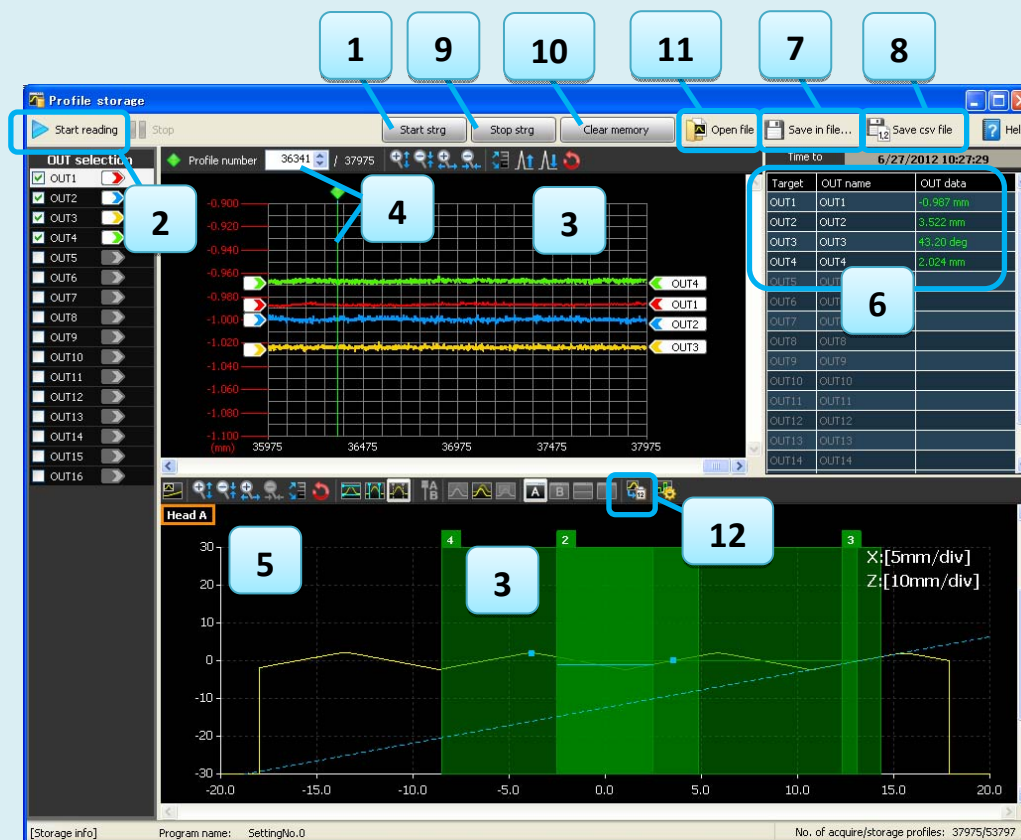 1 9 10 11 7 8
Profile storage
Start reading Stop Start strg Stop strg Clear memory Open file Save in file... Save csv file Hel
OUT selection Profile number 36341 / 37975 Time to 6/27/2012 10:27:29
Target OUT name OUT data
OUT1 OUT1 OUT1 -0.987 mm
OUT2 OUT2 OUT2 3.522 mm
OUT3 OUT3 OUT3 43.20 deg
OUT4 OUT4 OUT4 2.024 mm
OUT5 OUT5
OUT6 OUT6
OUT7 OUT7
OUT8 OUT8 OUT8
OUT9 OUT9 OUT9
OUT10 OUT10 OUT10
OUT11 OUT11 OUT11
OUT12 OUT12 OUT12
OUT13 OUT13 OUT13
OUT14 OUT14 OUT14
OUT15
OUT16
2 4 3 6
-0.900
-0.920
-0.940
-0.960
-0.980
-1.000
-1.020
-1.040
-1.060
-1.080
-1.100
(mm) 35975 36475 36975 37475 37975
OUT4
OUT1
OUT2
OUT3
A B A B 12
Head A
5 3 12
4 2 3
X:[5mm/div]
Z:[10mm/div]
30
20
10
0
-10
-20
-30
-20.0 -15.0 -10.0 -5.0 0.0 5.0 10.0 15.0 20.0
[Storage info] Program name: SettingNo.0 No. of acquire/storage profiles: 37975/53797